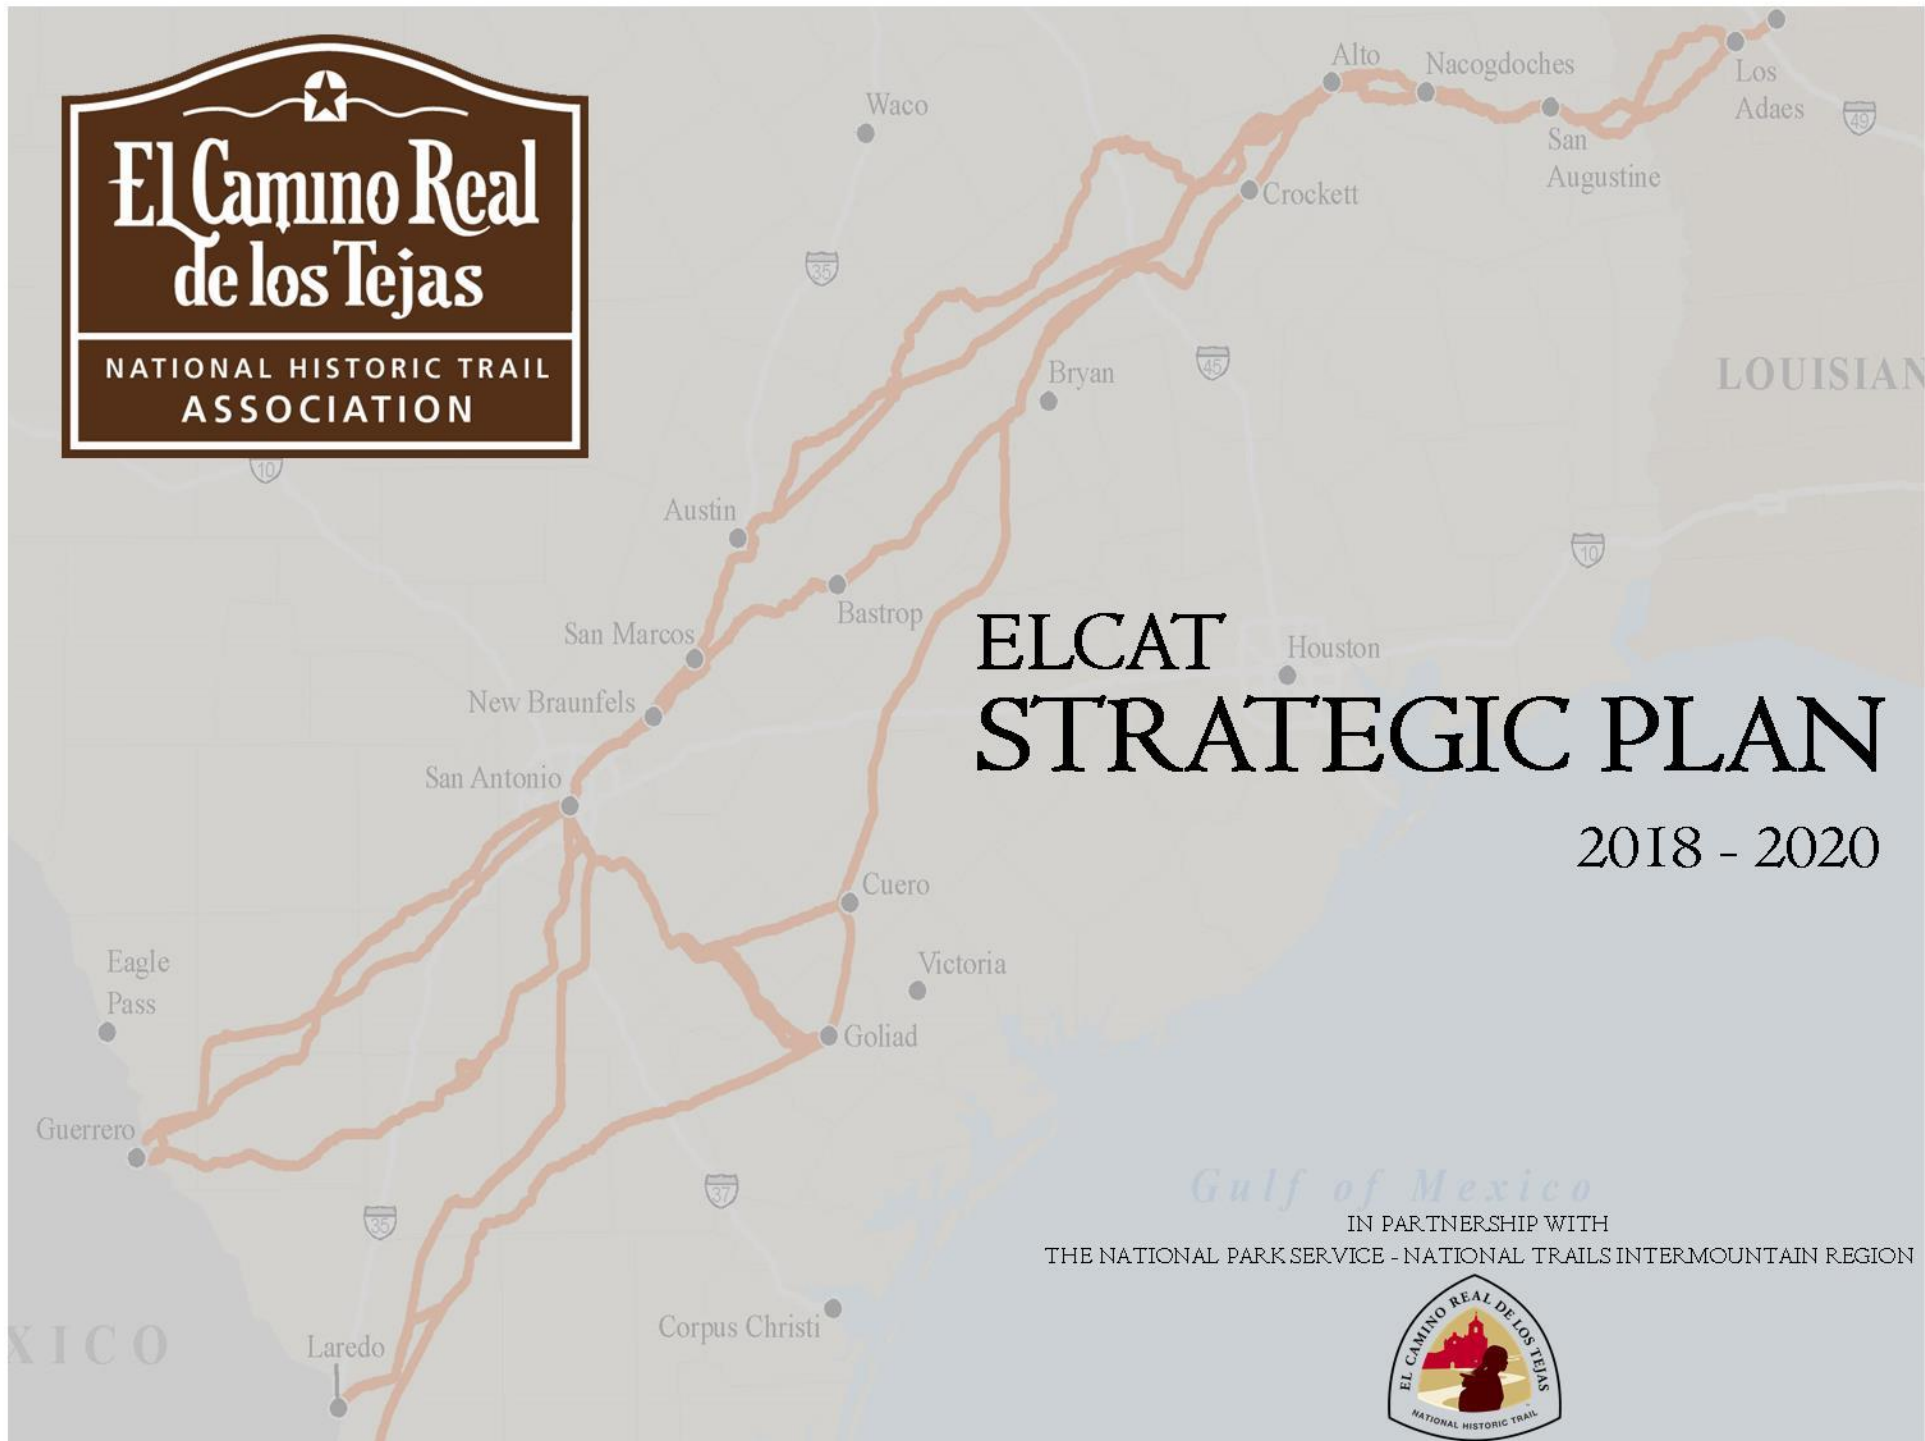 El Camino Real
de los Tejas
NATIONAL HISTORIC TRAIL
ASSOCIATION
Alto
Nacogdoches
Los
Adaes
49
San
Augustine
Waco
Crockett
35
45
Bryan
LOUISIAN
10
Austin
10
Bastrop
San Marcos
ELCAT
Houston
New Braunfels
STRATEGIC PLAN
San Antonio
2018 - 2020
Cuero
Eagle
Pass
Victoria
Goliad
Guerrero
37
Gulf of Mexico
35
IN PARTNERSHIP WITH
THE NATIONAL PARK SERVICE - NATIONAL TRAILS INTERMOUNTAIN REGION
XICO
Laredo
Corpus Christi
EL CAMINO REAL DE LOS TEJAS
NATIONAL HISTORIC TRAIL